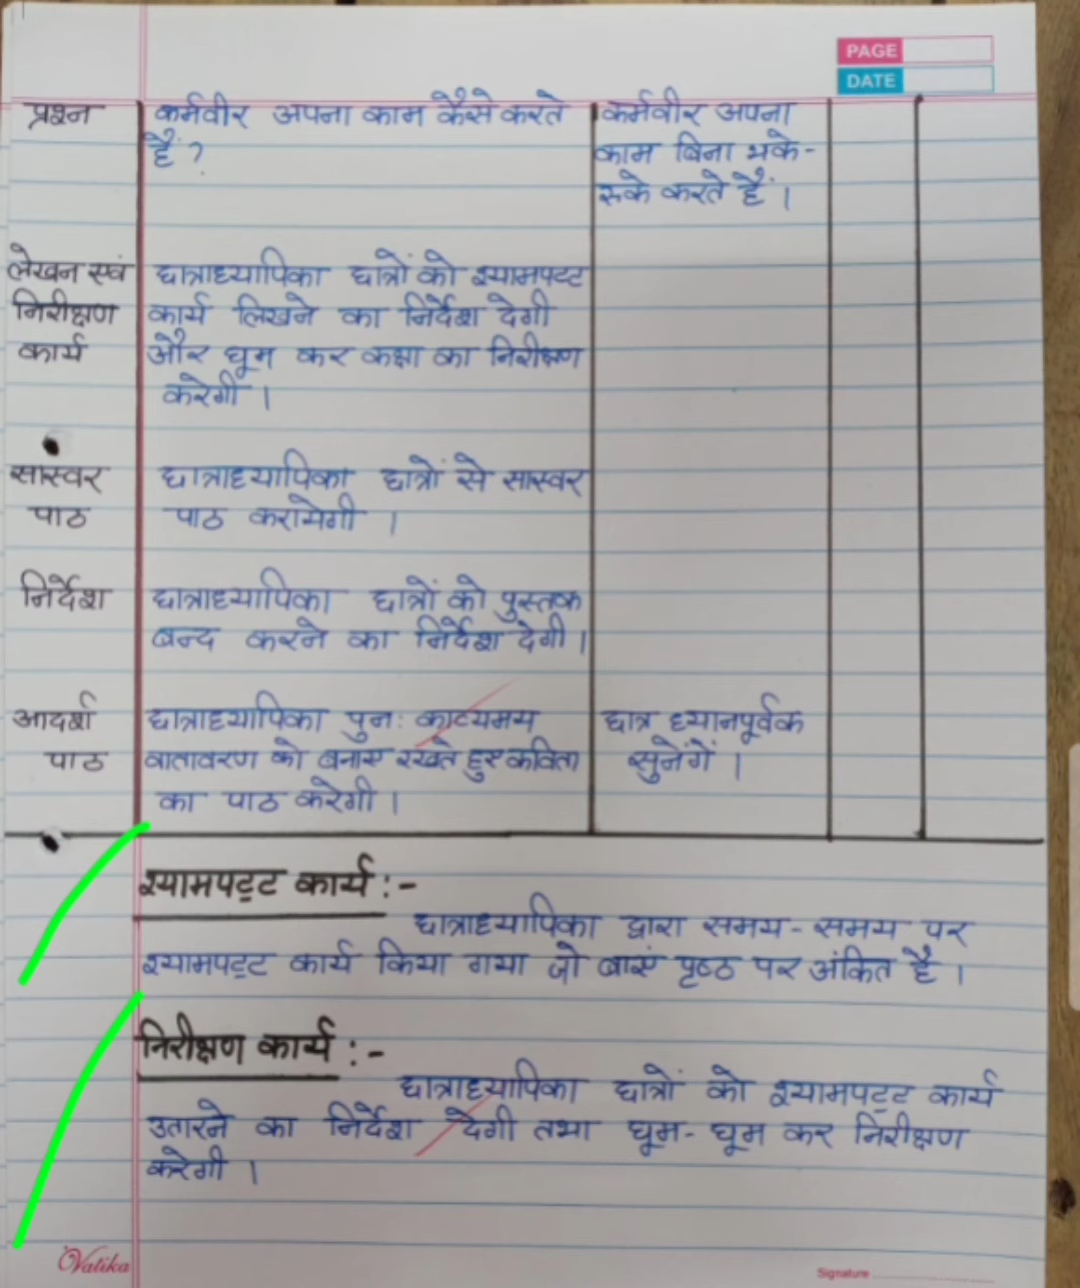 PAGE
DATE
प्रश्न कर्मवीर अपना काम कैसे करते कर्मवीर अपना
हैं ? काम बिना थके-
रूके करते हैं ।
लेखन एवं छात्राध्यापिका छात्रों को श्यामपट्ट
निरीक्षण कार्य लिखने का निर्देश देगी
कार्य और घूम कर कक्षा का निरीक्षण
करेगी ।
सास्वर छात्राध्यापिका छात्रों से सास्वर
पाठ पाठ करायेगी ।
निर्देश छात्राध्यापिका छात्रों को पुस्तक
बन्द करने का निर्देश देगी ।
आदर्श छात्राध्यापिका पुनः काव्यमय छात्र ध्यानपूर्वक
पाठ वातावरण को बनाए रखते हुए कविता सुनेंगें ।
का पाठ करेगी ।
श्यामपट्ट कार्य :-
छात्राध्यापिका द्वारा समय - समय पर
श्यामपट्ट कार्य किया गया जो बाएं पृष्ठ पर अंकित है ।
निरीक्षण कार्य :-
छात्राध्यापिका छात्रों को श्यामपट्ट कार्य
उतारने का निर्देश देगी तथा घूम - घूम कर निरीक्षण
करेगी ।
Vatika
Signature